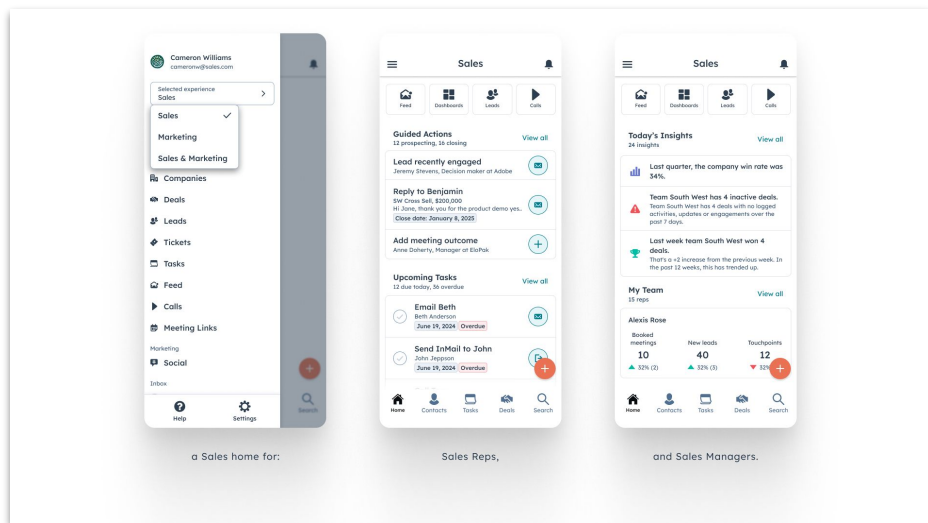 Cameron Williams
cameronw@sales.com
Selected experience
Sales
Sales
Marketing
Sales & Marketing
Companies
Deals
Leads
Tickets
Tasks
Feed
Calls
Meeting Links
Marketing
Social
Inbox
Help
Settings
Search
a Sales home for:
Sales
Feed
Dashboards
Leads
Calls
Guided Actions
12 prospecting, 16 closing
View all
Lead recently engaged
Jeremy Stevens, Decision maker at Adobe
Reply to Benjamin
SW Cross Sell, $200,000
Hi Jane, thank you for the product demo yes..
Close date: January 8, 2025
Add meeting outcome
Anne Doherty, Manager at EloPak
Upcoming Tasks
12 due today, 36 overdue
View all
Email Beth
Beth Anderson
June 19, 2024 Overdue
Send InMail to John
John Jeppson
June 19, 2024 Overdue
Home
Contacts
Tasks
Deals
Search
Sales Reps,
Sales
Feed
Dashboards
Leads
Calls
Today's Insights
24 insights
View all
Last quarter, the company win rate was
34%.
Team South West has 4 inactive deals.
Team South West has 4 deals with no logged
activities, updates or engagements over the
past 7 days.
Last week team South West won 4
deals.
That's a +2 increase from the previous week. In
the past 12 weeks, this has trended up.
My Team
15 reps
View all
Alexis Rose
Booked
meetings
10
32% (2)
New leads
40
32% (3)
Touchpoints
12
32%
Home
Contacts
Tasks
Deals
Search
and Sales Managers.